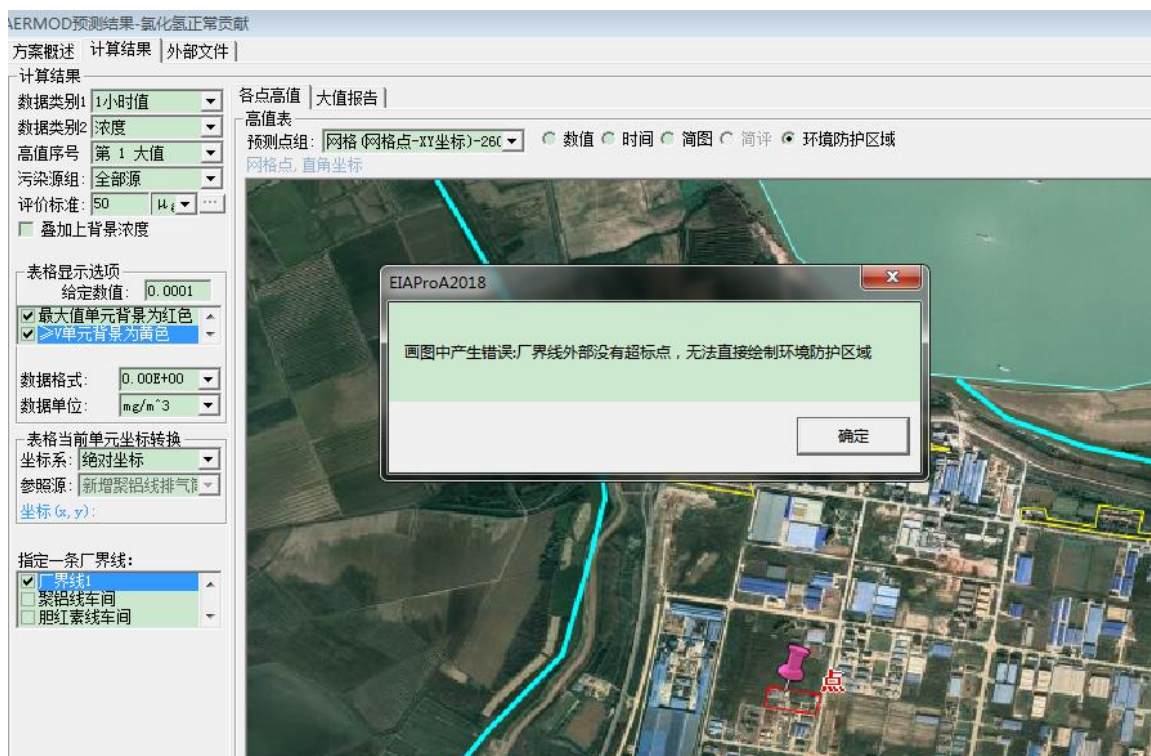 AERMOD预测结果-氯化氢正常贡献
方案概述 计算结果 外部文件
计算结果
数据类别1 1小时值
数据类别2 浓度
高值序号 第 1 大值
污染源组: 全部源
评价标准: 50
叠加上背景浓度
表格显示选项
给定数值: 0.0001
最大值单元背景为红色
≥V单元背景为黄色
数据格式: 0.00E+00
数据单位: mg/m^3
表格当前单元坐标转换
坐标系: 绝对坐标
参照源: 新增聚铝线排气
坐标(x,y):
指定一条厂界线:
厂界线1
聚铝线车间
胆红素线车间
各点高值 大值报告
高值表
预测点组: 网格(网格点-XY坐标)-260 数值 时间 简图 简评 环境防护区域
网格点,直角坐标
EIAProA2018
画图中产生错误:厂界线外部没有超标点，无法直接绘制环境防护区域
确定
点